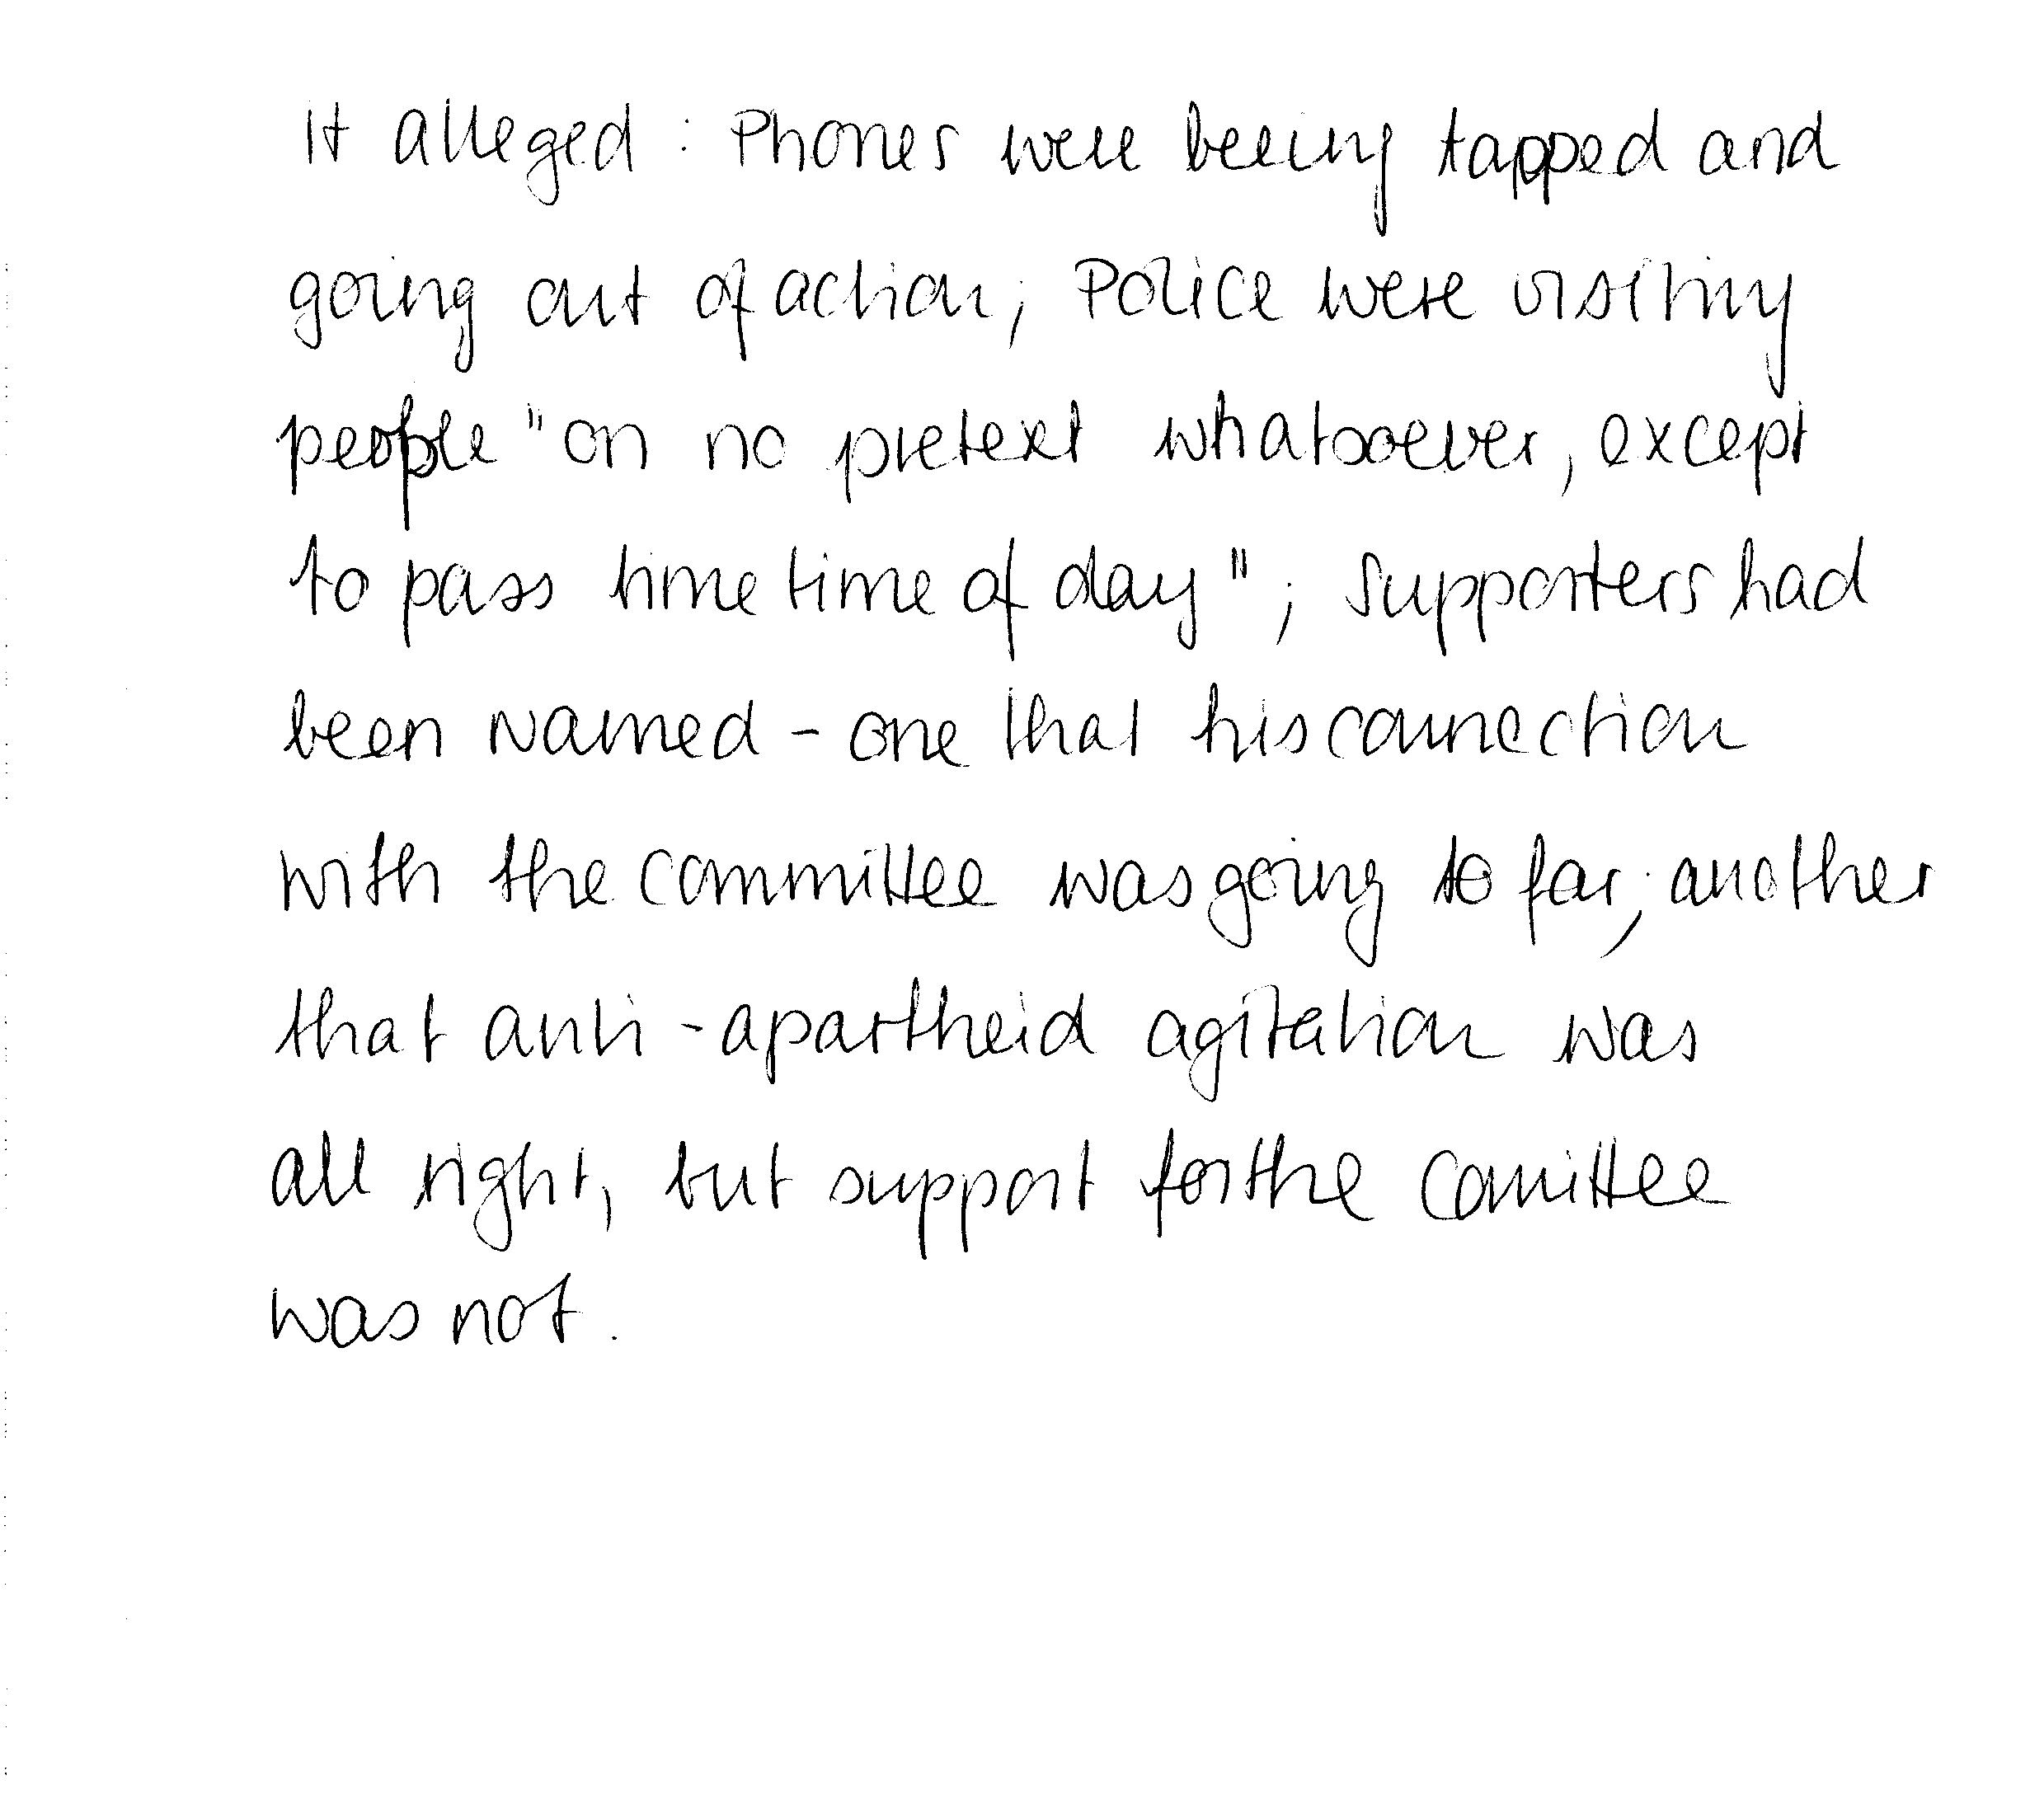 It alleged : Phones were beeing tapped and
going out of action; Police were visiting
people "on no pretext whatsoever, except
to pass time time of day"; supporters had
been named - one that his connection
with the committee was going to far; another
that anti-apartheid agitation was
all right, but support for the Comittee
was not.